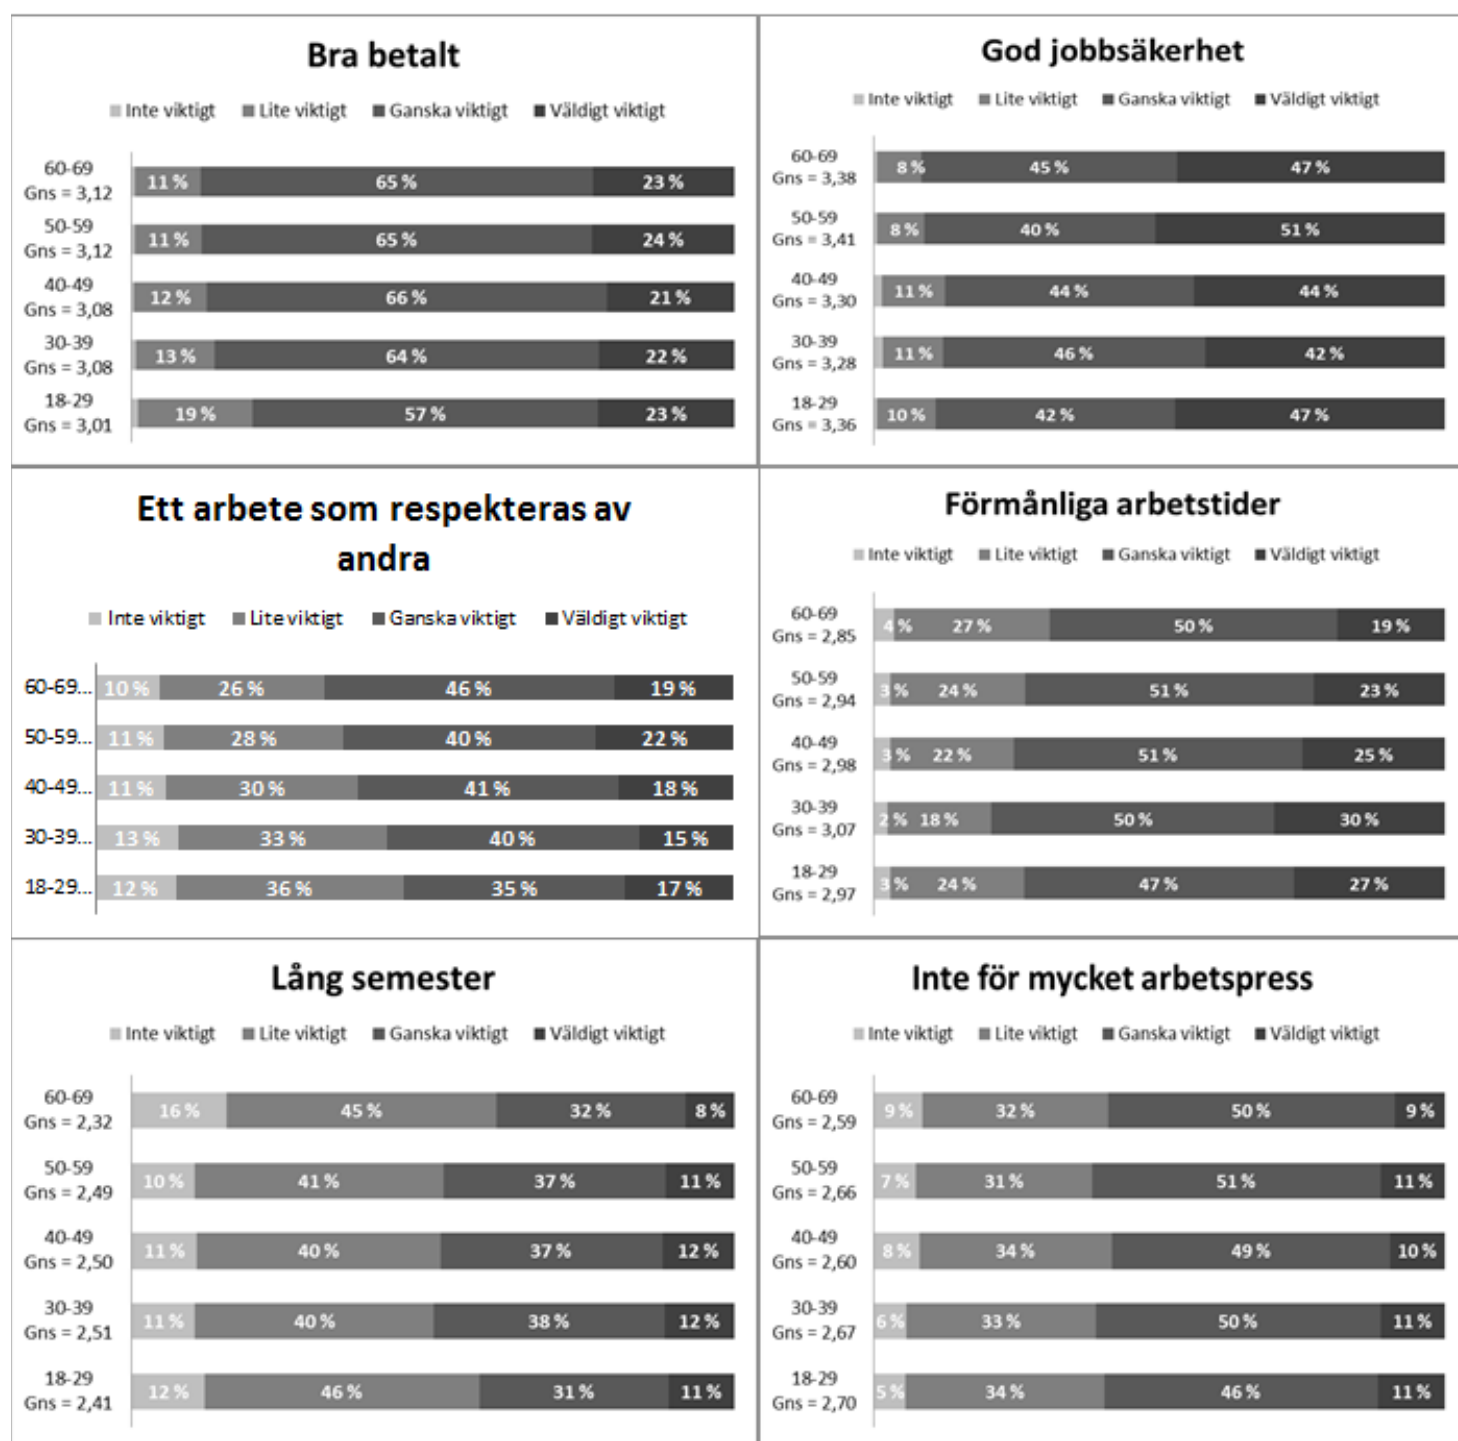 Bra betalt
Inte viktigt Lite viktigt Ganska viktigt Väldigt viktigt
60-69
Gns = 3,12
11 % 65 % 23 %
50-59
Gns = 3,12
11 % 65 % 24 %
40-49
Gns = 3,08
12 % 66 % 21 %
30-39
Gns = 3,08
13 % 64 % 22 %
18-29
Gns = 3,01
19 % 57 % 23 %
God jobbsäkerhet
Inte viktigt Lite viktigt Ganska viktigt Väldigt viktigt
60-69
Gns = 3,38
8 % 45 % 47 %
50-59
Gns = 3,41
8 % 40 % 51 %
40-49
Gns = 3,30
11 % 44 % 44 %
30-39
Gns = 3,28
11 % 46 % 42 %
18-29
Gns = 3,36
10 % 42 % 47 %
Ett arbete som respekteras av
andra
Inte viktigt Lite viktigt Ganska viktigt Väldigt viktigt
60-69... 10 % 26 % 46 % 19 %
50-59... 11 % 28 % 40 % 22 %
40-49... 11 % 30 % 41 % 18 %
30-39... 13 % 33 % 40 % 15 %
18-29... 12 % 36 % 35 % 17 %
Förmånliga arbetstider
Inte viktigt Lite viktigt Ganska viktigt Väldigt viktigt
60-69
Gns = 2,85
4 % 27 % 50 % 19 %
50-59
Gns = 2,94
3 % 24 % 51 % 23 %
40-49
Gns = 2,98
3 % 22 % 51 % 25 %
30-39
Gns = 3,07
2 % 18 % 50 % 30 %
18-29
Gns = 2,97
3 % 24 % 47 % 27 %
Lång semester
Inte viktigt Lite viktigt Ganska viktigt Väldigt viktigt
60-69
Gns = 2,32
16 % 45 % 32 % 8 %
50-59
Gns = 2,49
10 % 41 % 37 % 11 %
40-49
Gns = 2,50
11 % 40 % 37 % 12 %
30-39
Gns = 2,51
11 % 40 % 38 % 12 %
18-29
Gns = 2,41
12 % 46 % 31 % 11 %
Inte för mycket arbetspress
Inte viktigt Lite viktigt Ganska viktigt Väldigt viktigt
60-69
Gns = 2,59
9 % 32 % 50 % 9 %
50-59
Gns = 2,66
7 % 31 % 51 % 11 %
40-49
Gns = 2,60
8 % 34 % 49 % 10 %
30-39
Gns = 2,67
6 % 33 % 50 % 11 %
18-29
Gns = 2,70
5 % 34 % 46 % 11 %